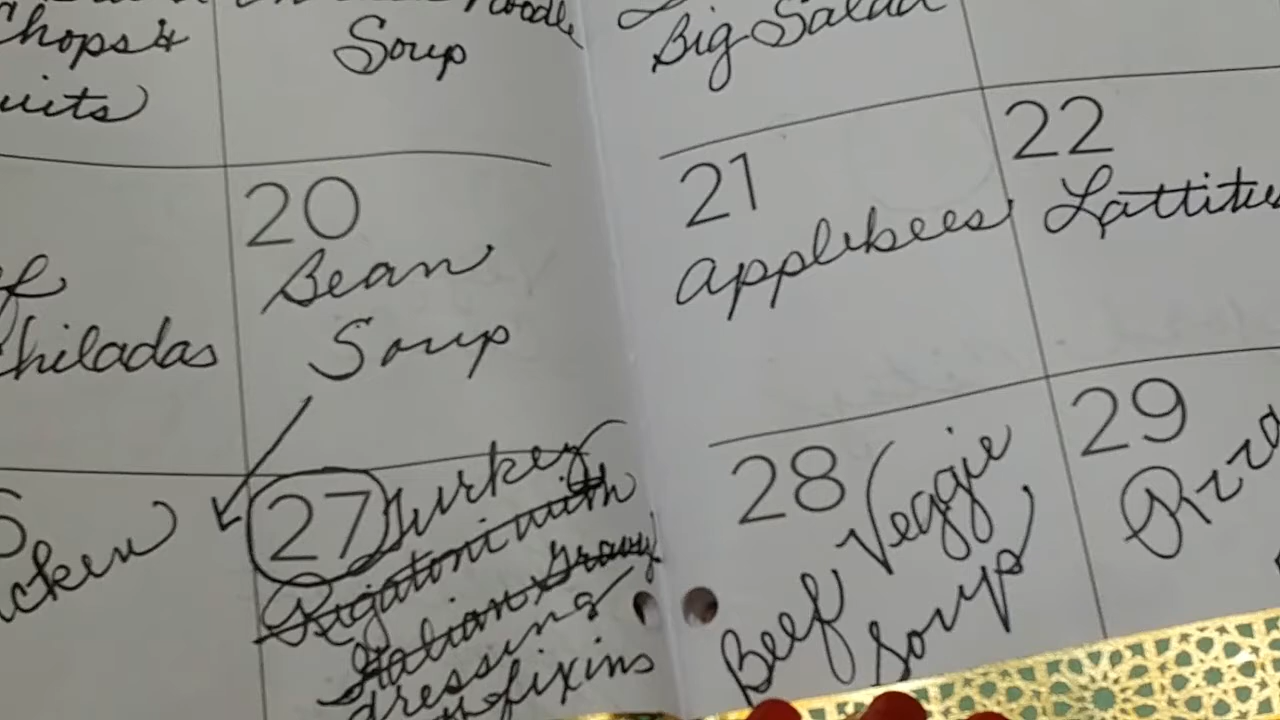 Chops &
Soup
Big Salad
20
Bean
Soup
21
Applebees
22
27
Turkey
Rigatoni with
Italian Gravy
dressing
fixins
28
Beef Veggie
Soup
29